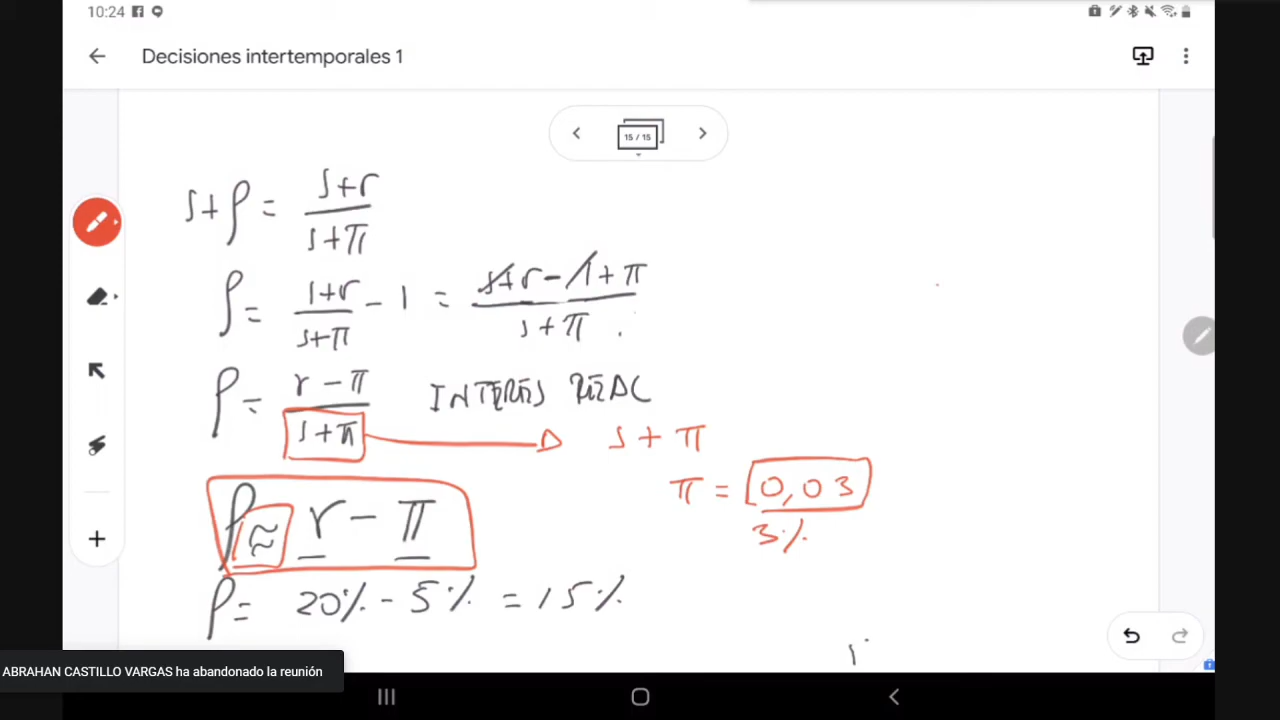 10:24
Decisiones intertemporales 1
15 / 15
1+ρ = (1+r)/(1+π)
ρ = (1+r)/(1+π) - 1 = (1+r-1+π)/(1+π)
ρ = (r-π)/(1+π) INTERES REAL
1+π
π = 0,03
3%
ρ ≈ r - π
ρ = 20% - 5% = 15%
ABRAHAN CASTILLO VARGAS ha abandonado la reunión